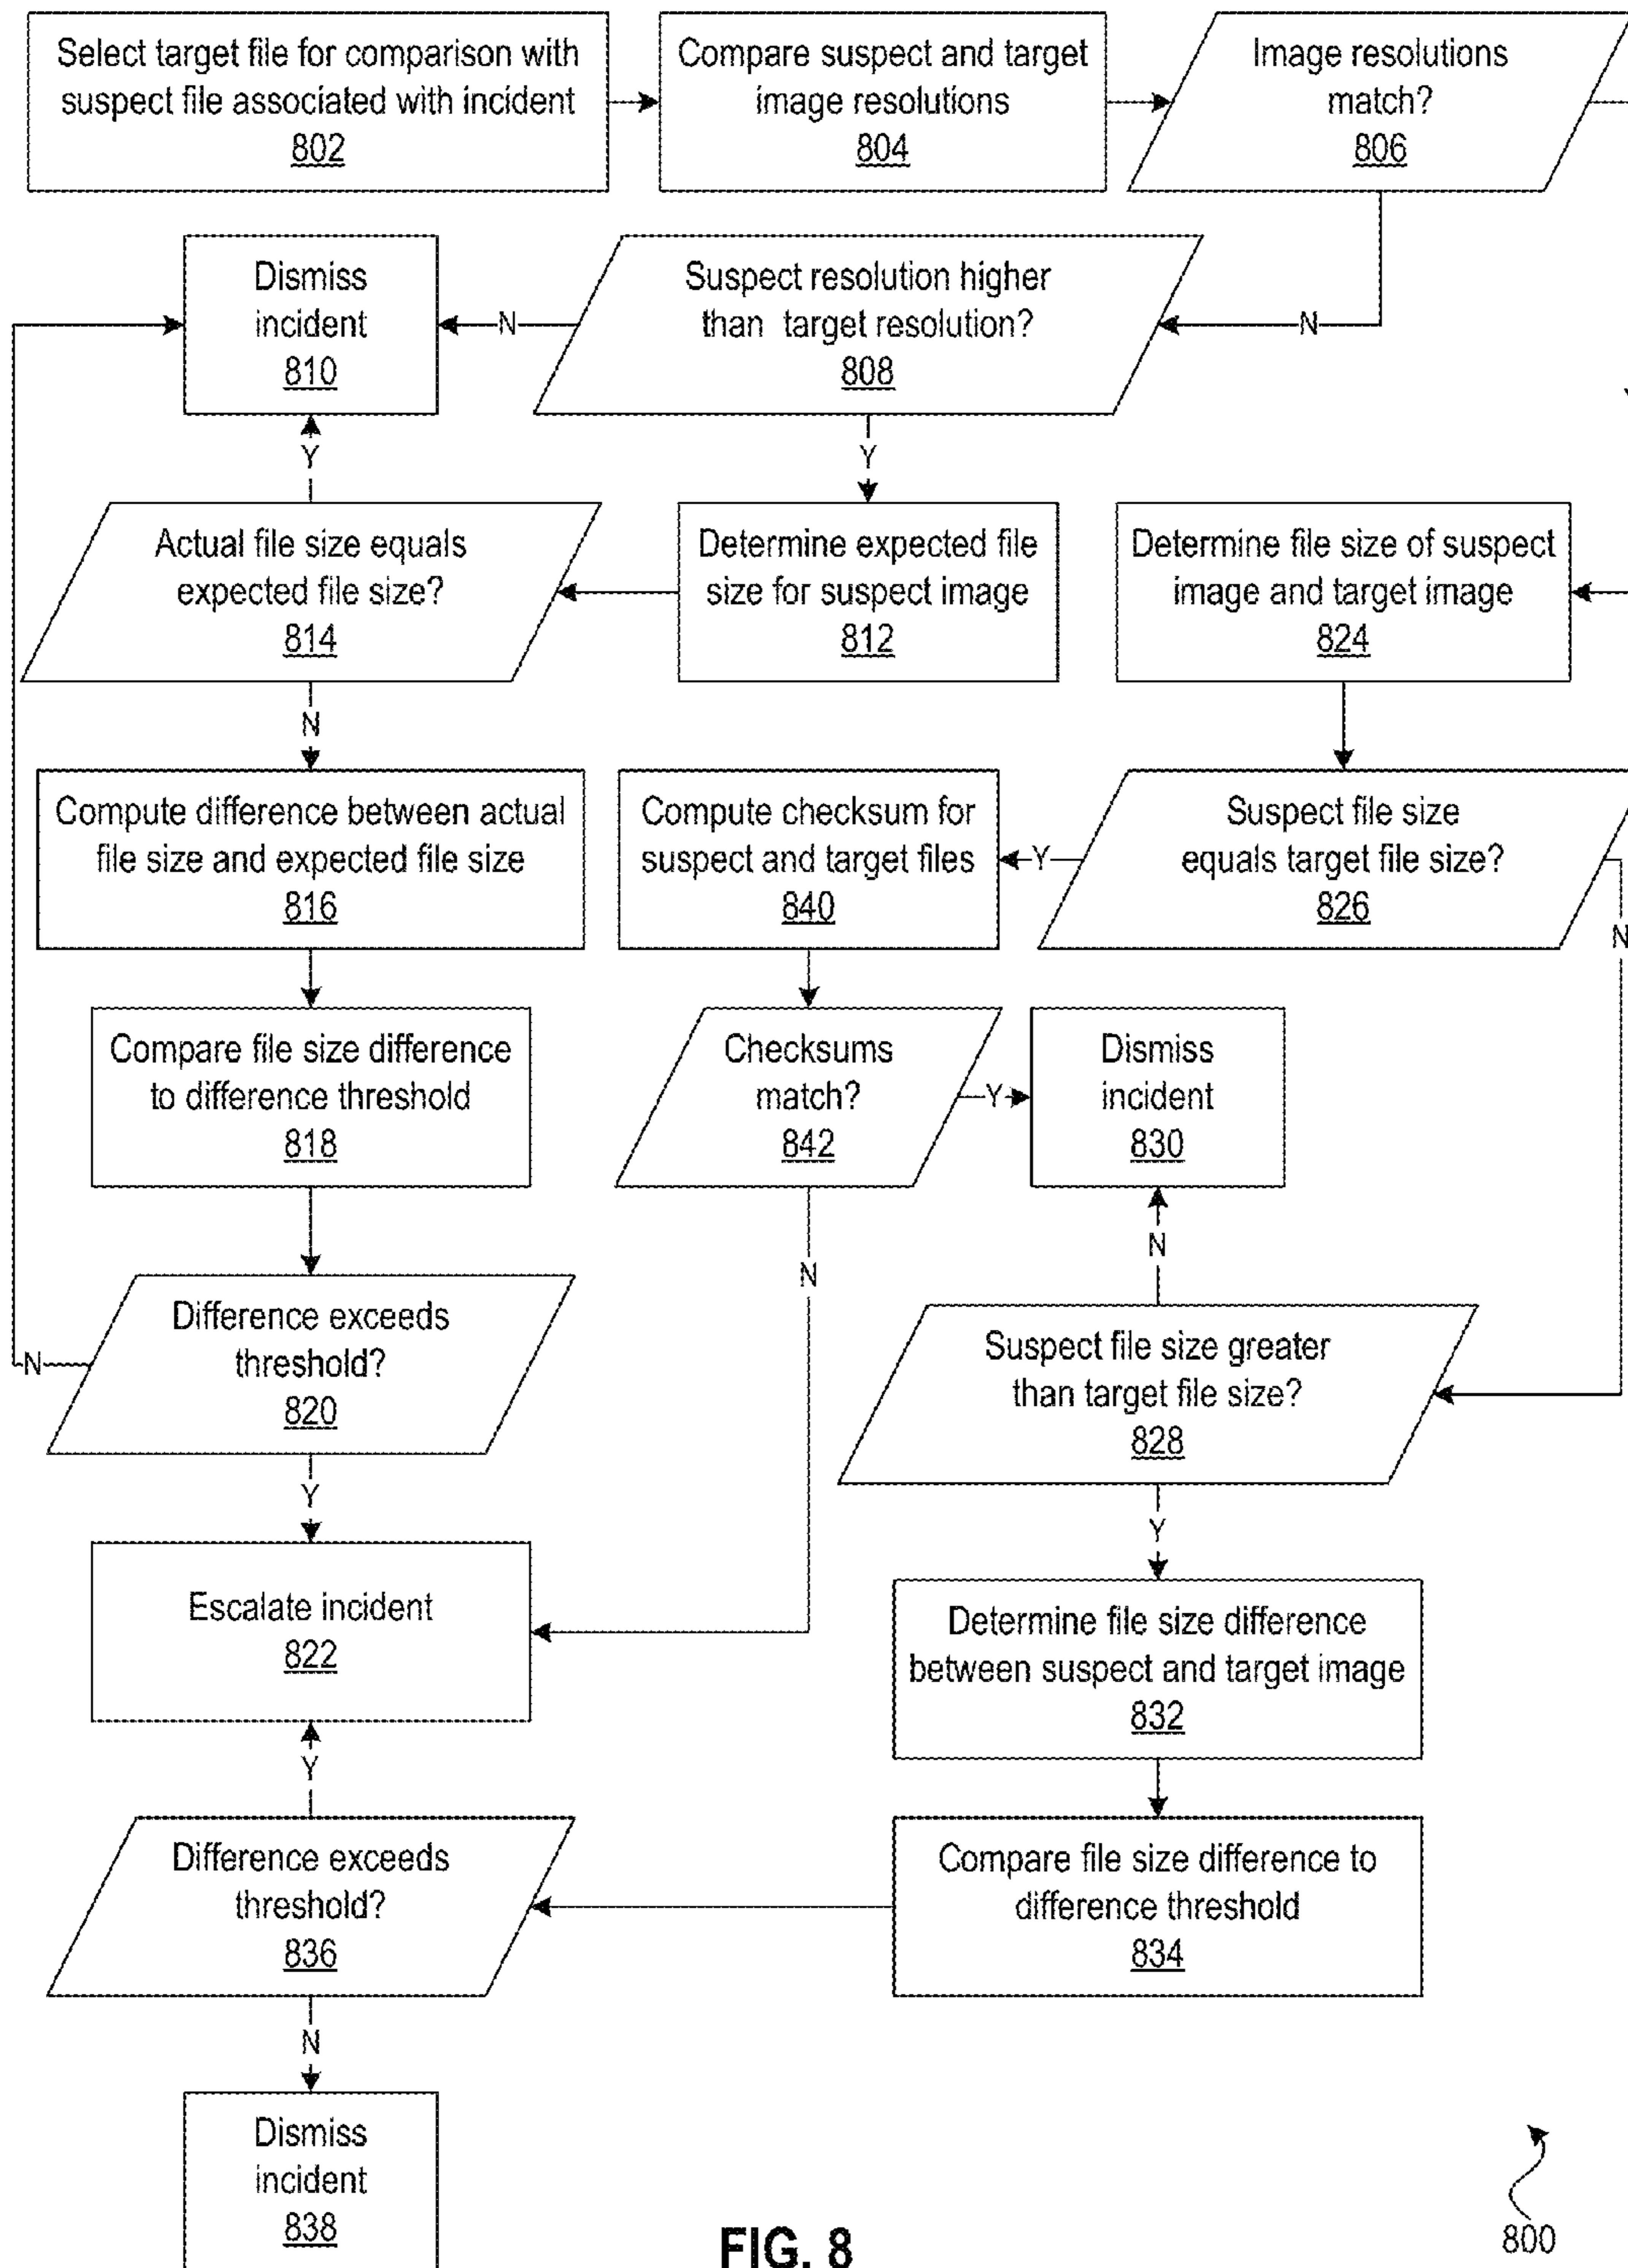 Select target file for comparison with
suspect file associated with incident
802
Compare suspect and target
image resolutions
804
Image resolutions
match?
806
Dismiss
incident
810
N
Suspect resolution higher
than target resolution?
808
N
Y
Y
Actual file size equals
expected file size?
814
Determine expected file
size for suspect image
812
Determine file size of suspect
image and target image
824
N
Compute difference between actual
file size and expected file size
816
Compute checksum for
suspect and target files
840
Y
Suspect file size
equals target file size?
826
N
Compare file size difference
to difference threshold
818
Checksums
match?
842
Y
Dismiss
incident
830
N
N
Difference exceeds
threshold?
820
N
Suspect file size greater
than target file size?
828
Y
Y
Escalate incident
822
Determine file size difference
between suspect and target image
832
Y
Difference exceeds
threshold?
836
Compare file size difference to
difference threshold
834
N
Dismiss
incident
838
FIG. 8
800